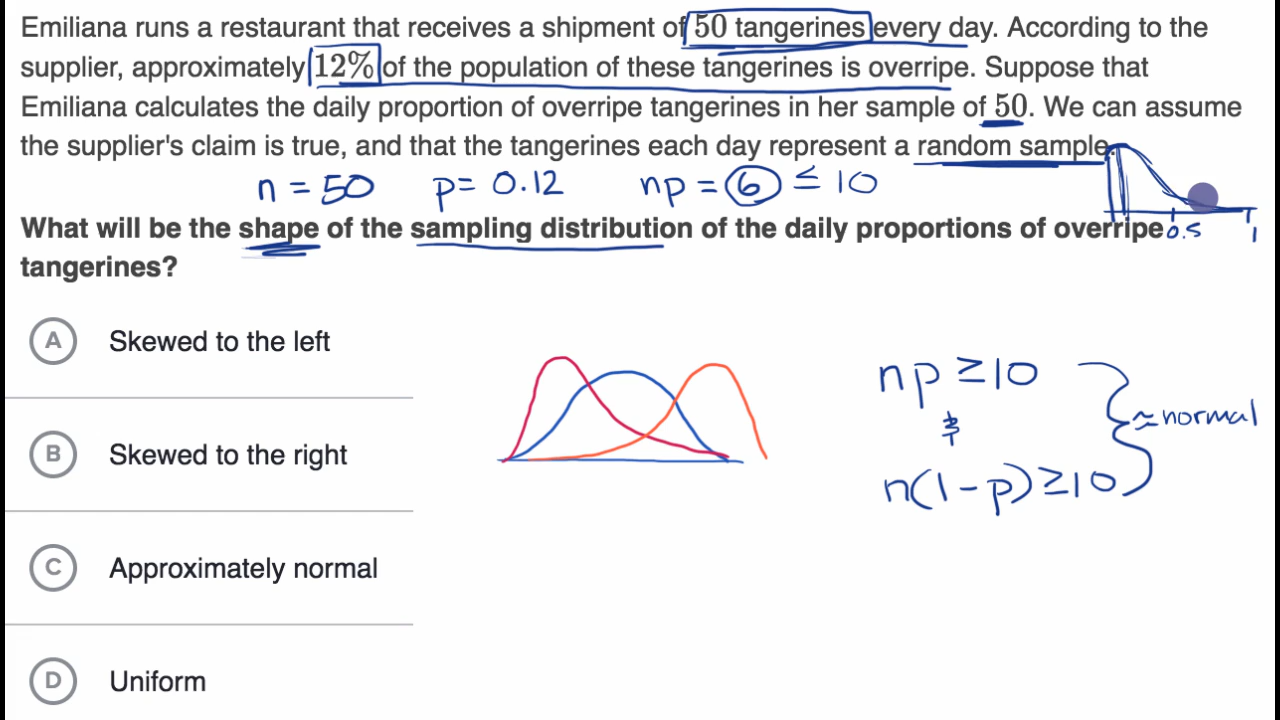 Emiliana runs a restaurant that receives a shipment of 50 tangerines every day. According to the
supplier, approximately 12% of the population of these tangerines is overripe. Suppose that
Emiliana calculates the daily proportion of overripe tangerines in her sample of 50. We can assume
the supplier's claim is true, and that the tangerines each day represent a random sample.
n = 50 p = 0.12 np = 6 ≤ 10
What will be the shape of the sampling distribution of the daily proportions of overripe
0.5 1
tangerines?
A Skewed to the left
np ≥ 10
&
≈ normal
B Skewed to the right
n(1-p) ≥ 10
C Approximately normal
D Uniform